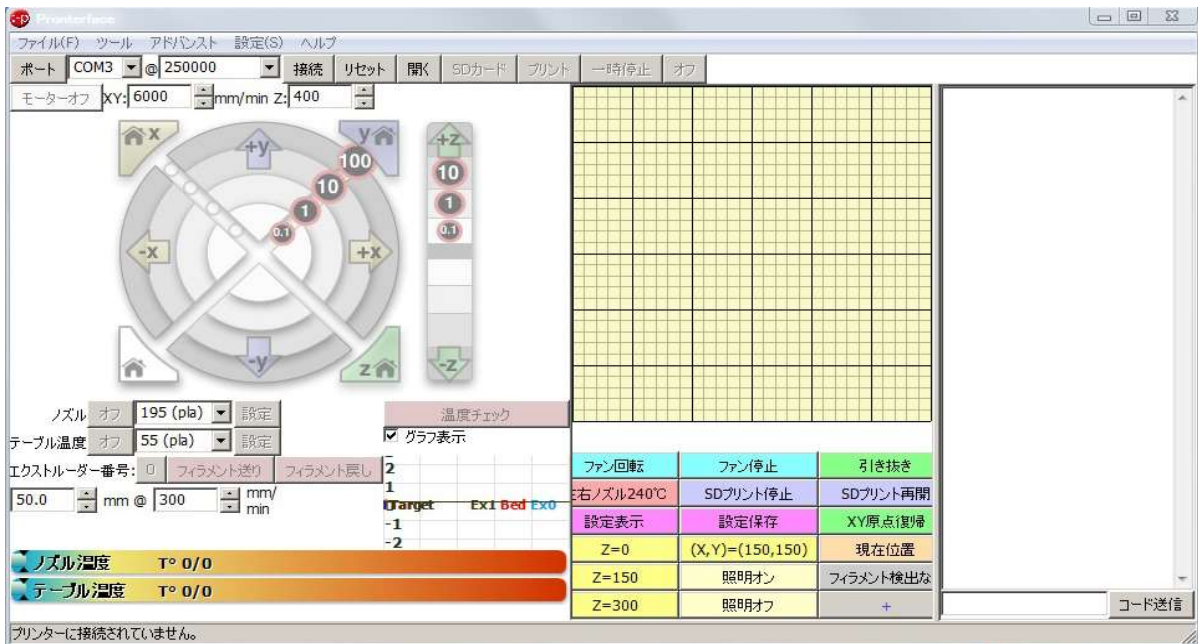 Pronterface
ファイル(F) ツール アドバンスト 設定(S) ヘルプ
ポート COM3 @ 250000 接続 リセット 開く SDカード プリント 一時停止 オフ
モーターオフ XY: 6000 mm/min Z: 400
x +y y +z
100 10
10 1
1 0.1
0.1
-x +x
-y z -z
ノズル オフ 195 (pla) 設定 温度チェック
テーブル温度 オフ 55 (pla) 設定 グラフ表示
エクストルーダー番号: 0 フィラメント送り フィラメント戻し
50.0 mm @ 300 mm/min
2
1
Target Ex1 Bed Ex0
-1
-2
ノズル温度 T° 0/0
テーブル温度 T° 0/0
ファン回転 ファン停止 引き抜き
左右ノズル240℃ SDプリント停止 SDプリント再開
設定表示 設定保存 XY原点復帰
Z=0 (X,Y)=(150,150) 現在位置
Z=150 照明オン フィラメント検出な
Z=300 照明オフ +
コード送信
プリンターに接続されていません。